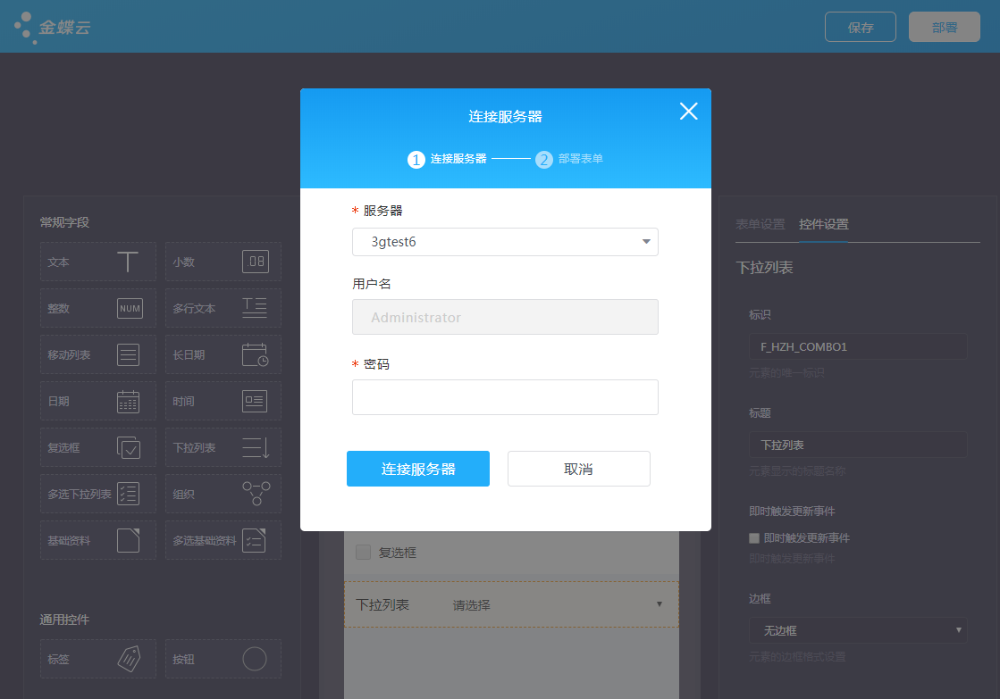 金蝶云
保存
部署
连接服务器
1 连接服务器
2 部署表单
* 服务器
3gtest6
用户名
Administrator
* 密码
连接服务器
取消
常规字段
文本
小数
.08
整数
NUM
多行文本
移动列表
长日期
日期
时间
复选框
下拉列表
多选下拉列表
组织
基础资料
多选基础资料
通用控件
标签
按钮
复选框
下拉列表 请选择
表单设置 控件设置
下拉列表
标识
F_HZH_COMBO1
元素的唯一标识
标题
下拉列表
元素显示的标题名称
即时触发更新事件
即时触发更新事件
即时触发更新事件
边框
无边框
元素的边框格式设置